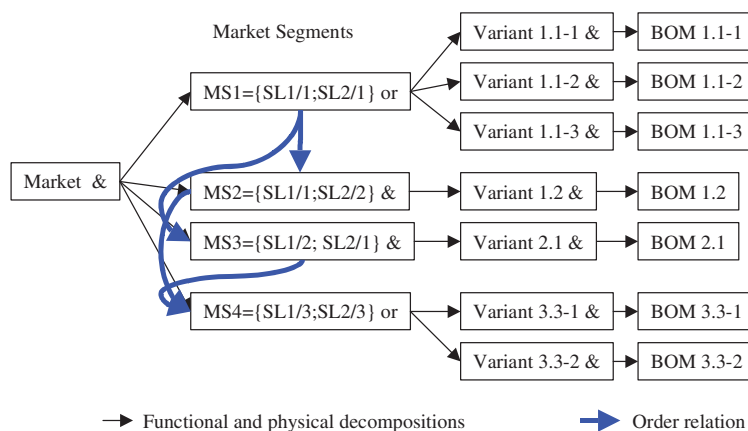 Market Segments
Variant 1.1-1 &
BOM 1.1-1
MS1={SL1/1;SL2/1} or
Variant 1.1-2 &
BOM 1.1-2
Variant 1.1-3 &
BOM 1.1-3
Market &
MS2={SL1/1;SL2/2} &
Variant 1.2 &
BOM 1.2
MS3={SL1/2; SL2/1} &
Variant 2.1 &
BOM 2.1
MS4={SL1/3;SL2/3} or
Variant 3.3-1 &
BOM 3.3-1
Variant 3.3-2 &
BOM 3.3-2
Functional and physical decompositions
Order relation